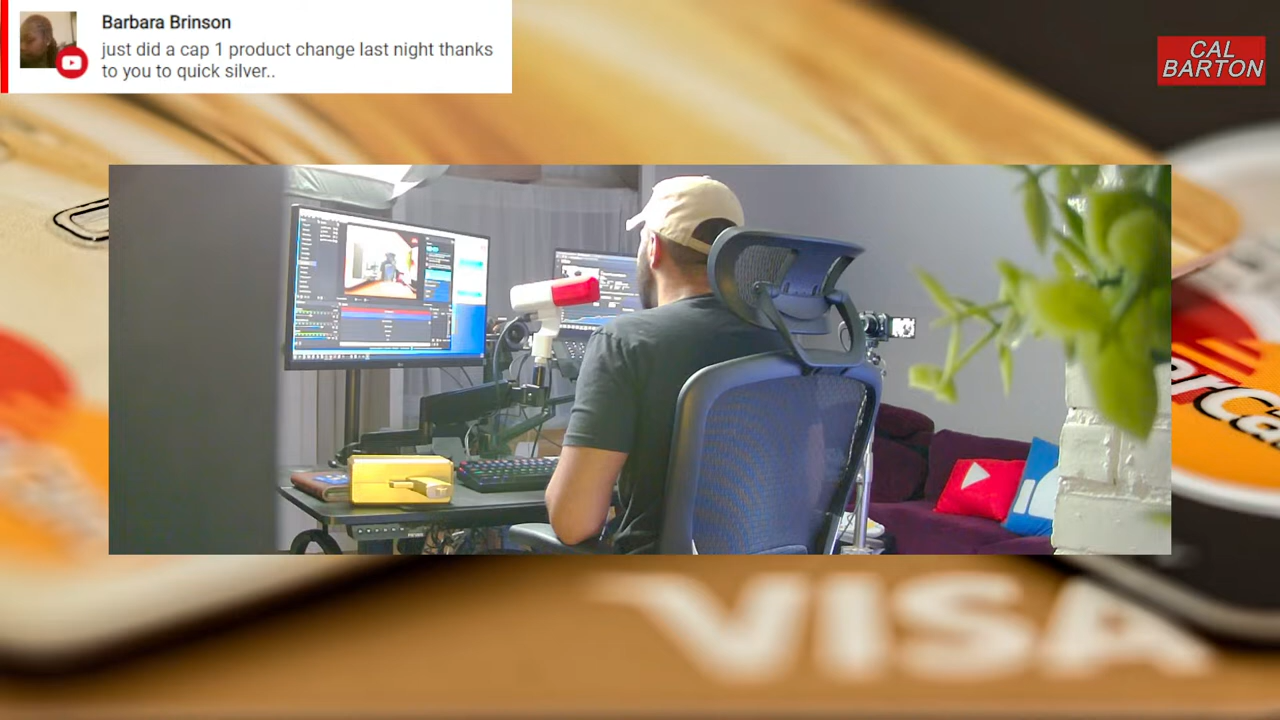 Barbara Brinson
just did a cap 1 product change last night thanks
to you to quick silver..
CAL
BARTON
VISA